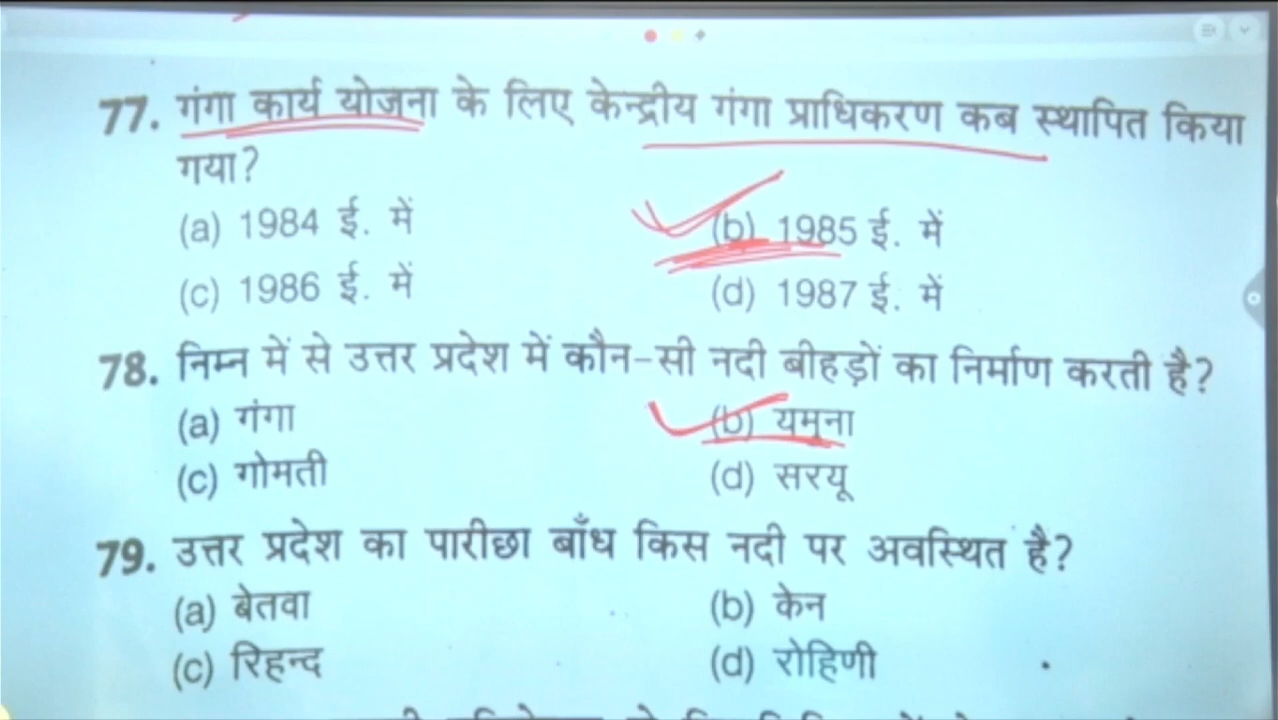 77. गंगा कार्य योजना के लिए केन्द्रीय गंगा प्राधिकरण कब स्थापित किया
गया?
(a) 1984 ई. में (b) 1985 ई. में
(c) 1986 ई. में (d) 1987 ई. में
78. निम्न में से उत्तर प्रदेश में कौन-सी नदी बीहड़ों का निर्माण करती है?
(a) गंगा (b) यमुना
(c) गोमती (d) सरयू
79. उत्तर प्रदेश का पारीछा बाँध किस नदी पर अवस्थित है?
(a) बेतवा (b) केन
(c) रिहन्द (d) रोहिणी